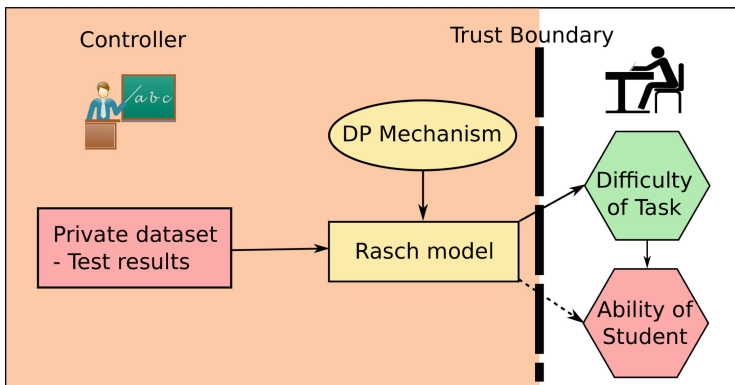 Controller
Trust Boundary
abc
DP Mechanism
Difficulty
of Task
Private dataset
- Test results
Rasch model
Ability of
Student